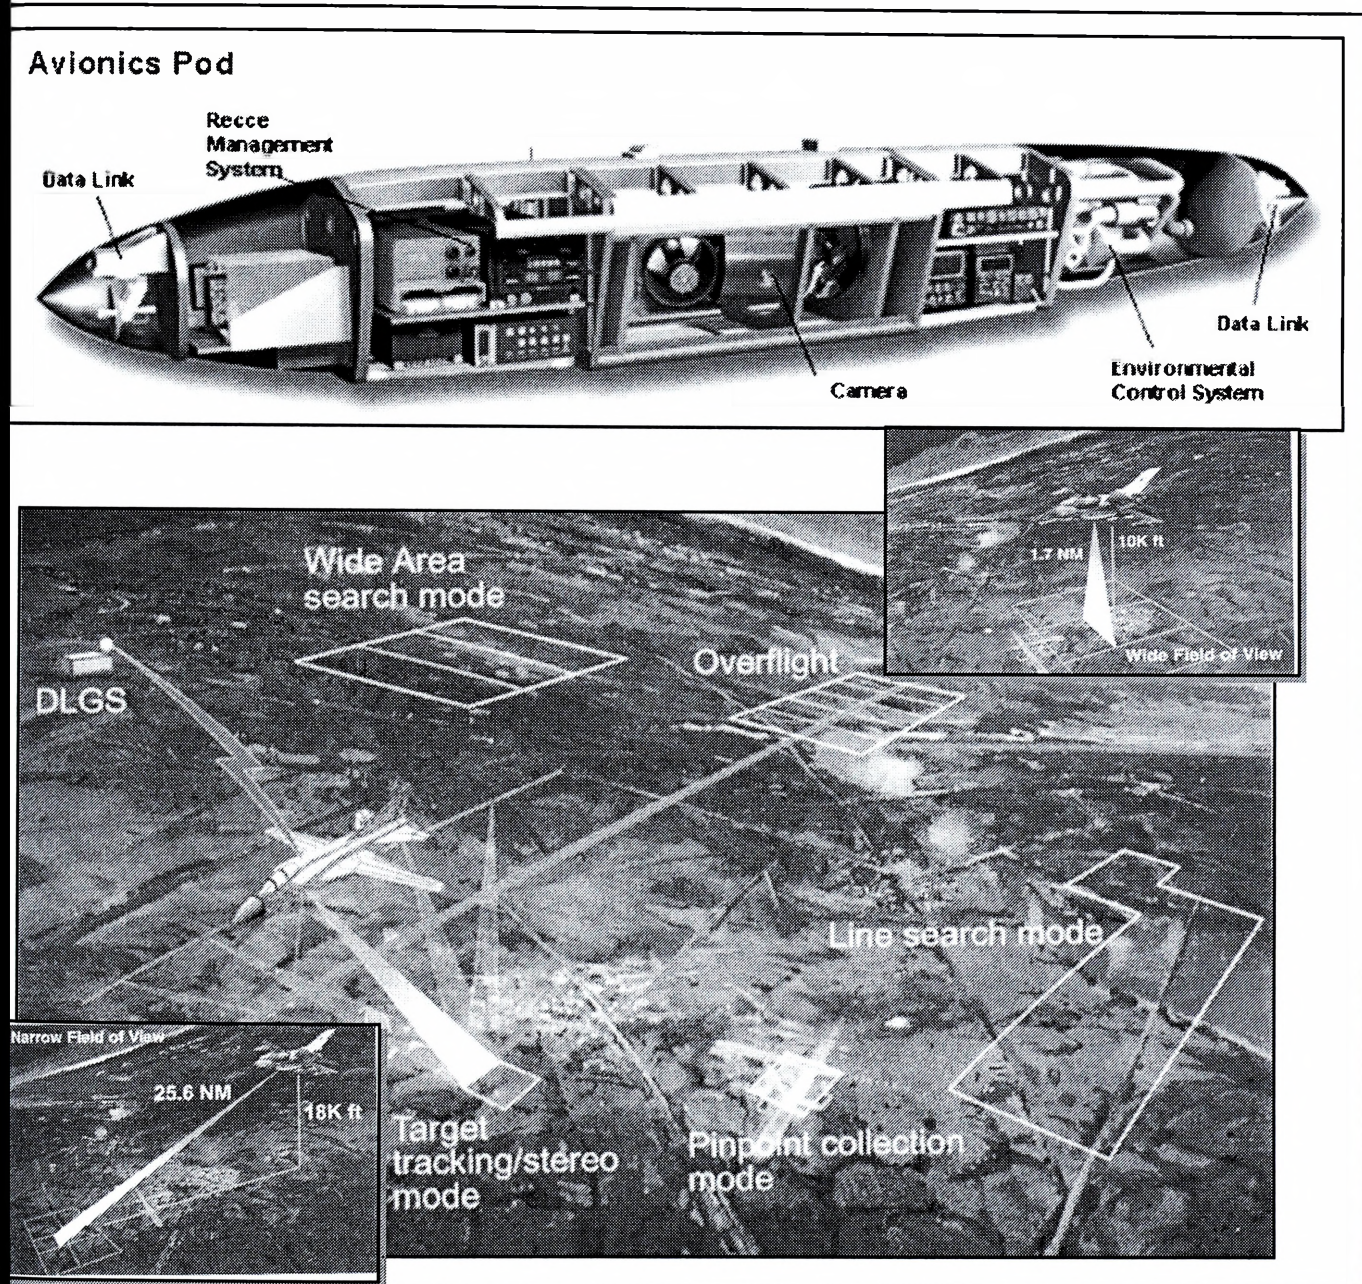 Avionics Pod
Recce
Management
System
Data Link
Data Link
Environmental
Control System
Camera
1.7 NM
10K ft
Wide Field of View
Wide Area
search mode
Overflight
DLGS
Line search mode
Narrow Field of View
25.6 NM
18K ft
Target
tracking/stereo
mode
Pinpoint collection
mode